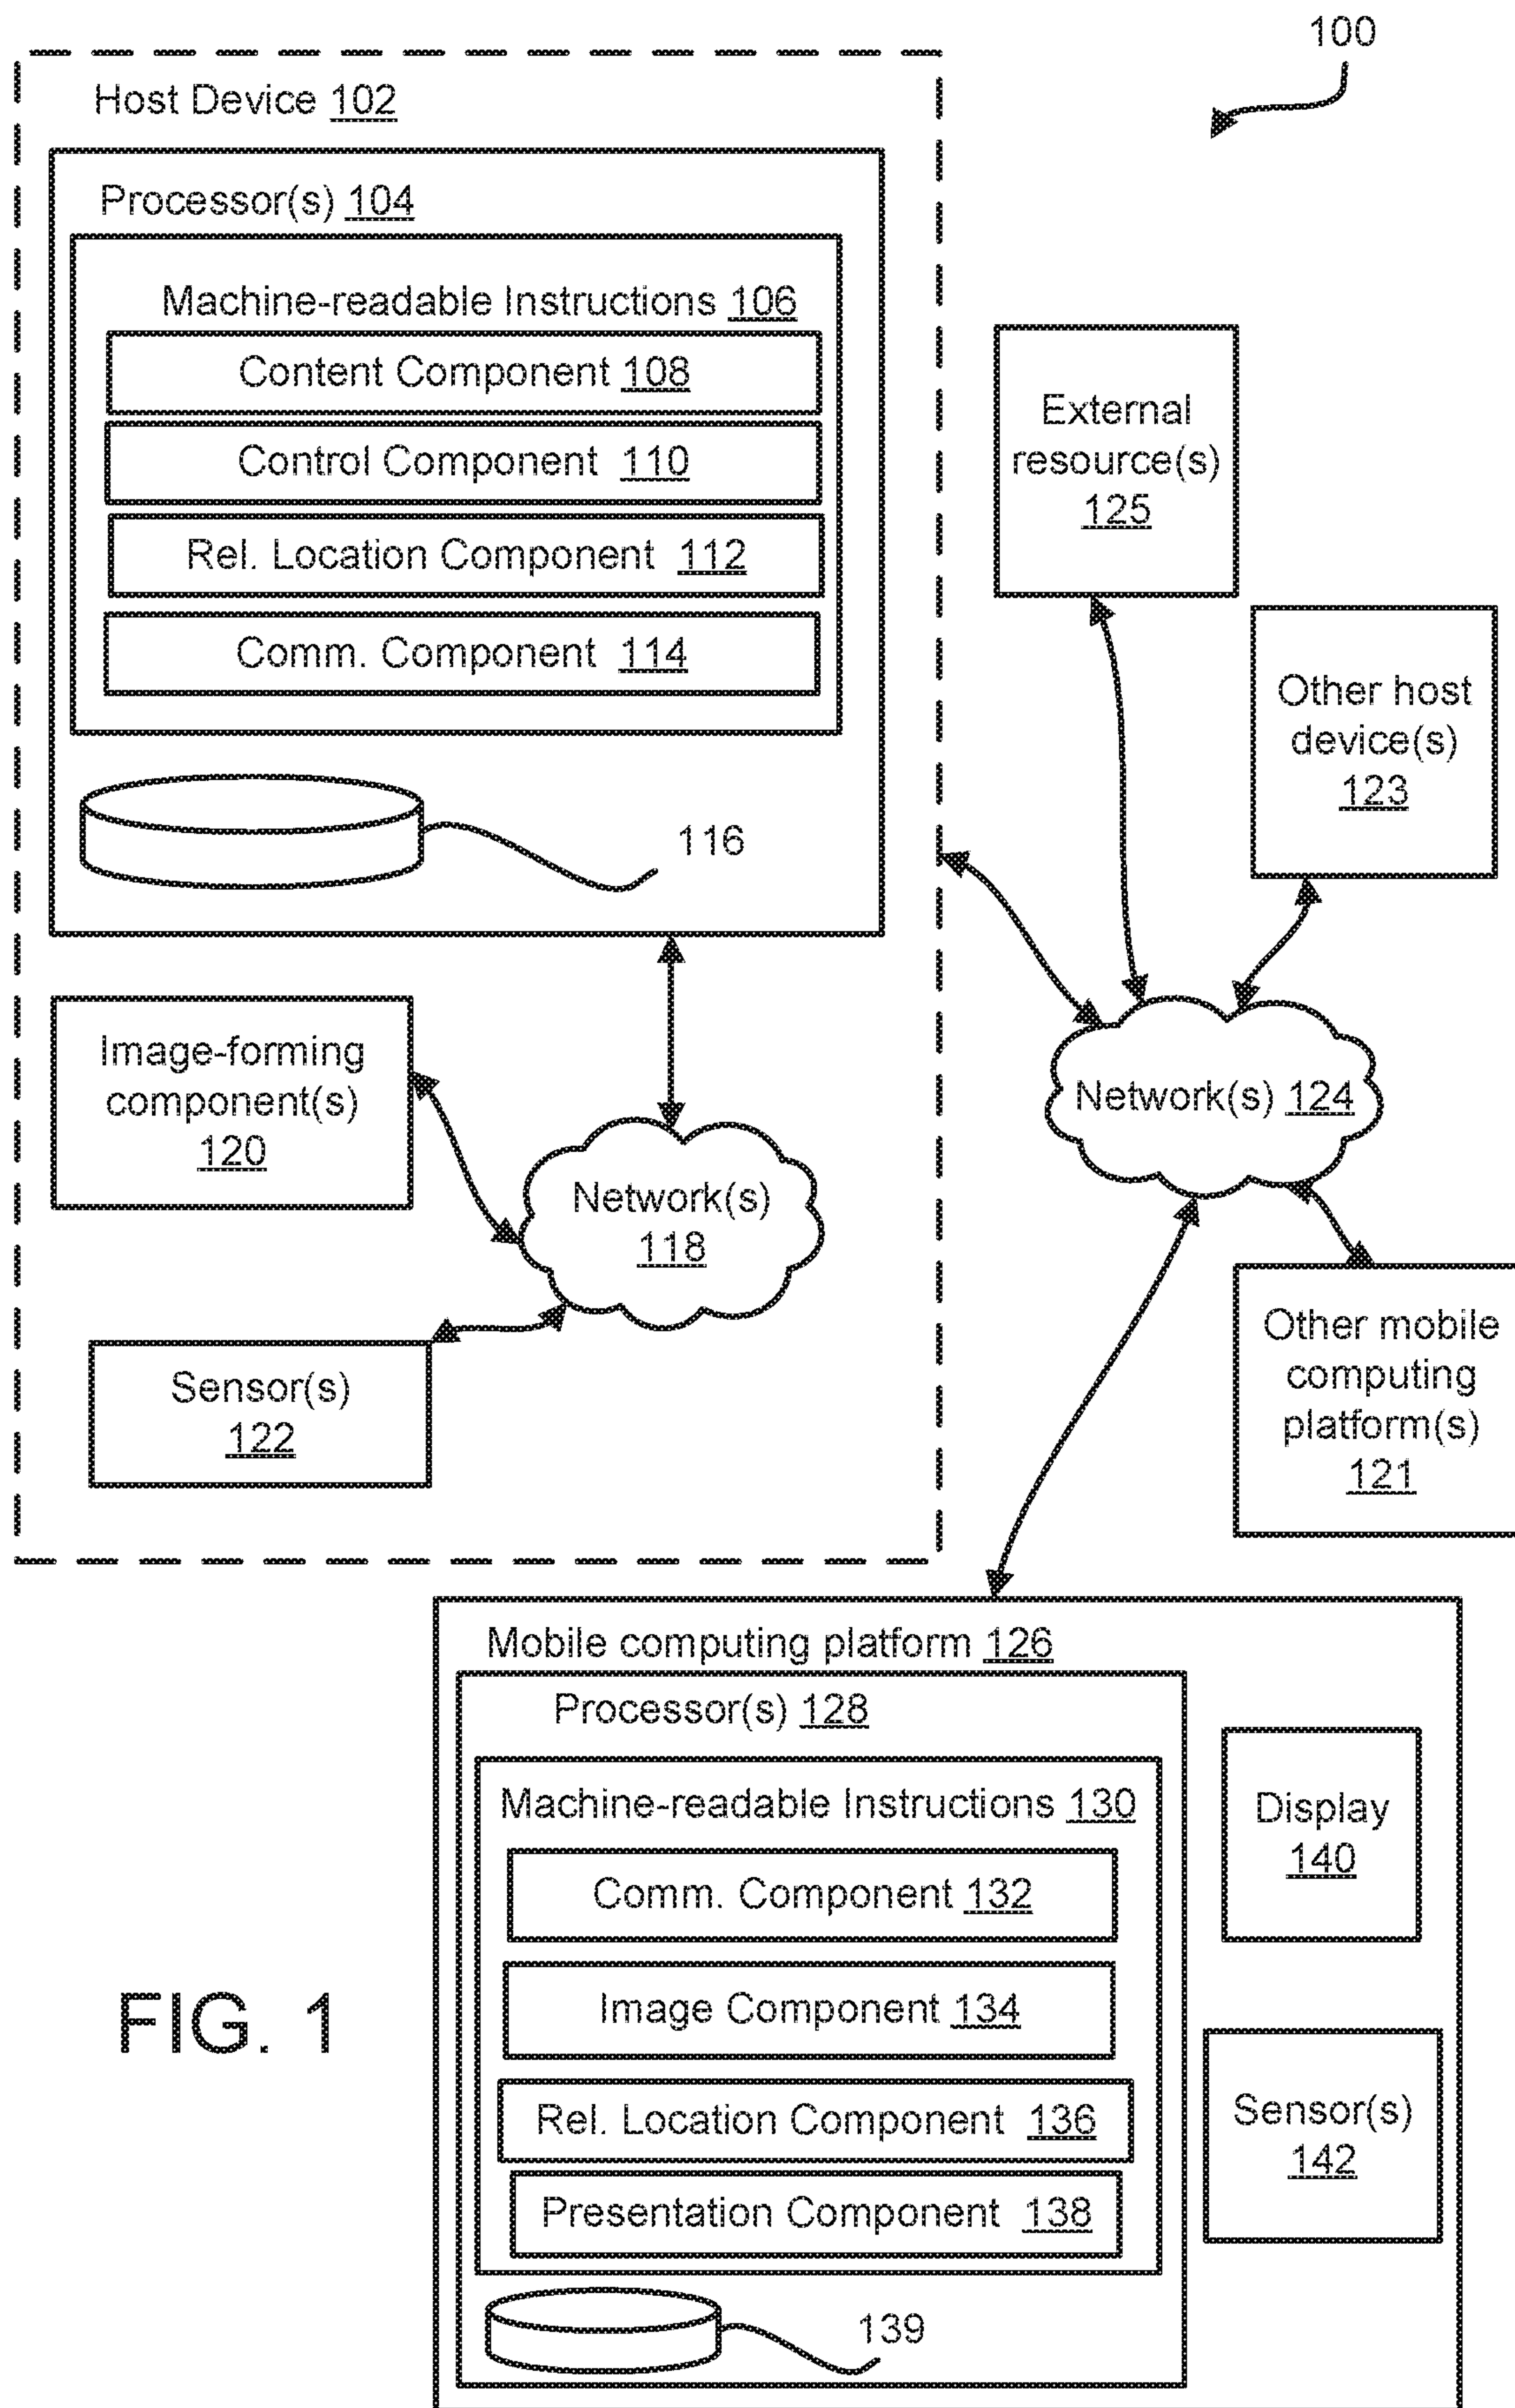 100
Host Device 102
Processor(s) 104
Machine-readable Instructions 106
Content Component 108
Control Component 110
Rel. Location Component 112
Comm. Component 114
116
Image-forming
component(s)
120
Network(s)
118
Sensor(s)
122
External
resource(s)
125
Other host
device(s)
123
Network(s) 124
Other mobile
computing
platform(s)
121
Mobile computing platform 126
Processor(s) 128
Machine-readable Instructions 130
Comm. Component 132
Image Component 134
Rel. Location Component 136
Presentation Component 138
139
Display
140
Sensor(s)
142
FIG. 1